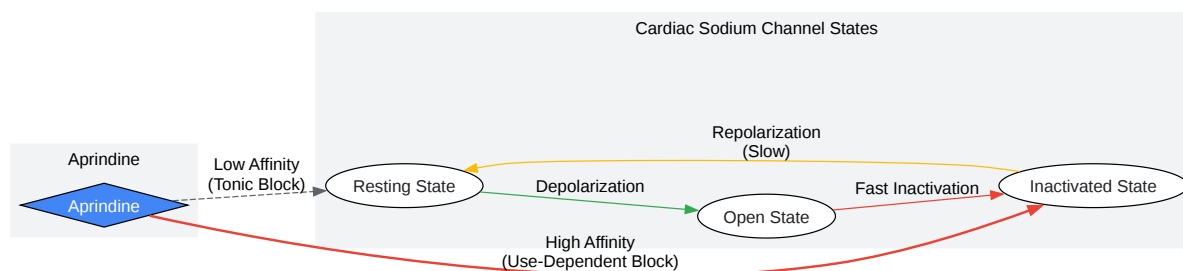 Cardiac Sodium Channel States
Aprindine
Aprindine
Low Affinity
(Tonic Block)
Resting State
Depolarization
Repolarization
(Slow)
Open State
Fast Inactivation
Inactivated State
High Affinity
(Use-Dependent Block)